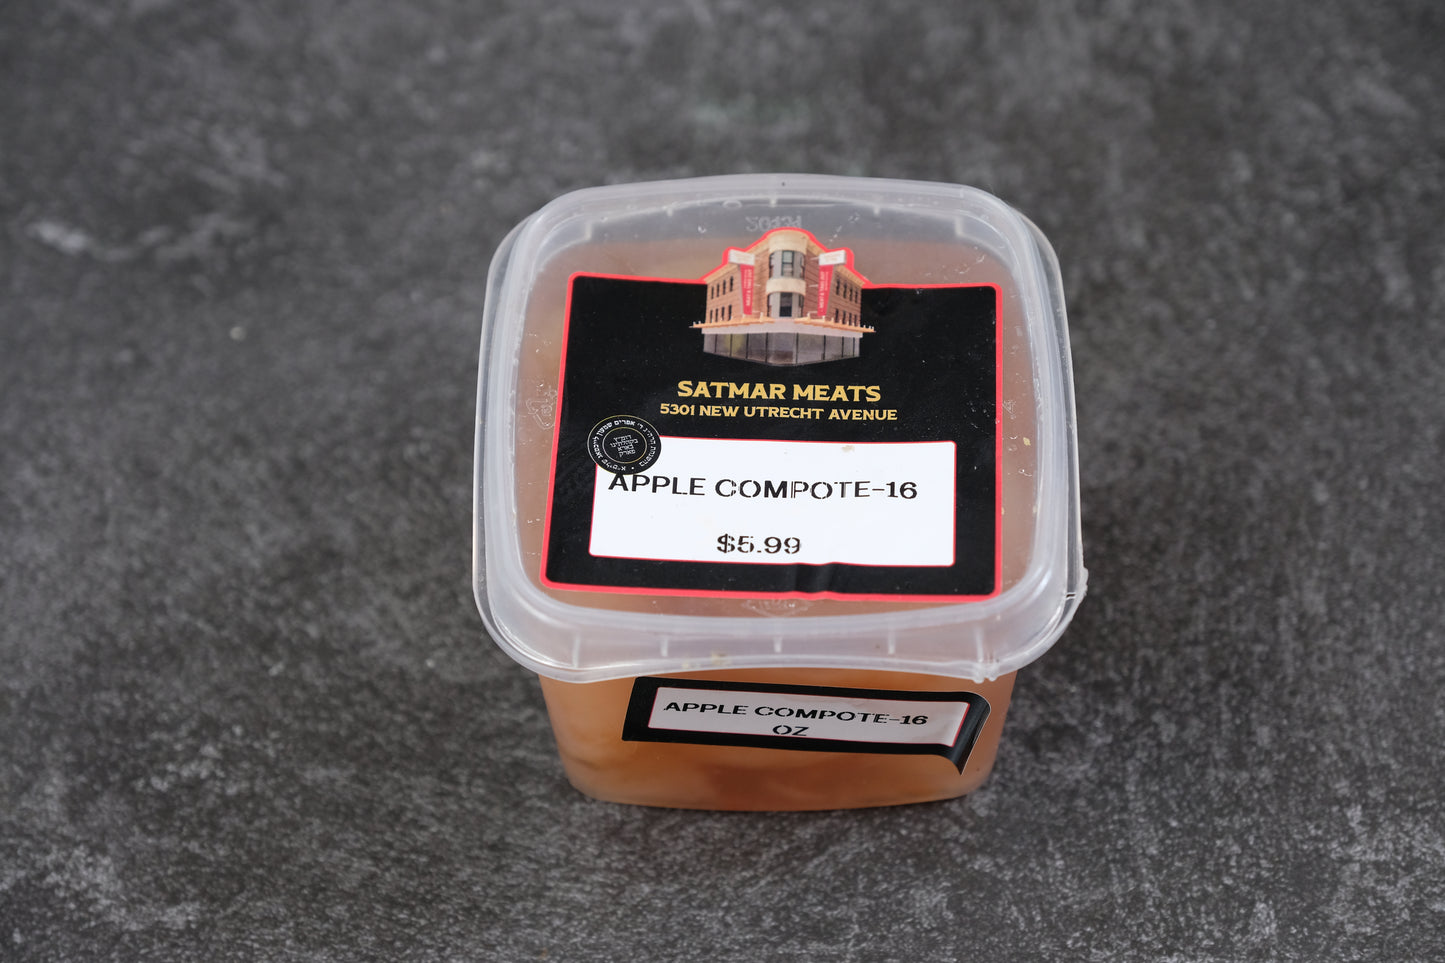 SATMAR MEATS
5301 NEW UTRECHT AVENUE
APPLE COMPOTE-16
$5.99
APPLE COMPOTE-16
OZ